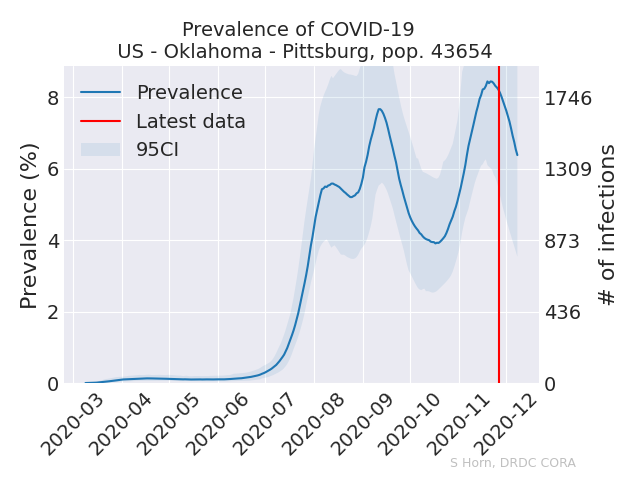 Prevalence of COVID-19
US - Oklahoma - Pittsburg, pop. 43654
Prevalence
Latest data
95CI
Prevalence (%)
8
6
4
2
0
1746
1309
873
436
0
# of infections
2020-03
2020-04
2020-05
2020-06
2020-07
2020-08
2020-09
2020-10
2020-11
2020-12
S Horn, DRDC CORA